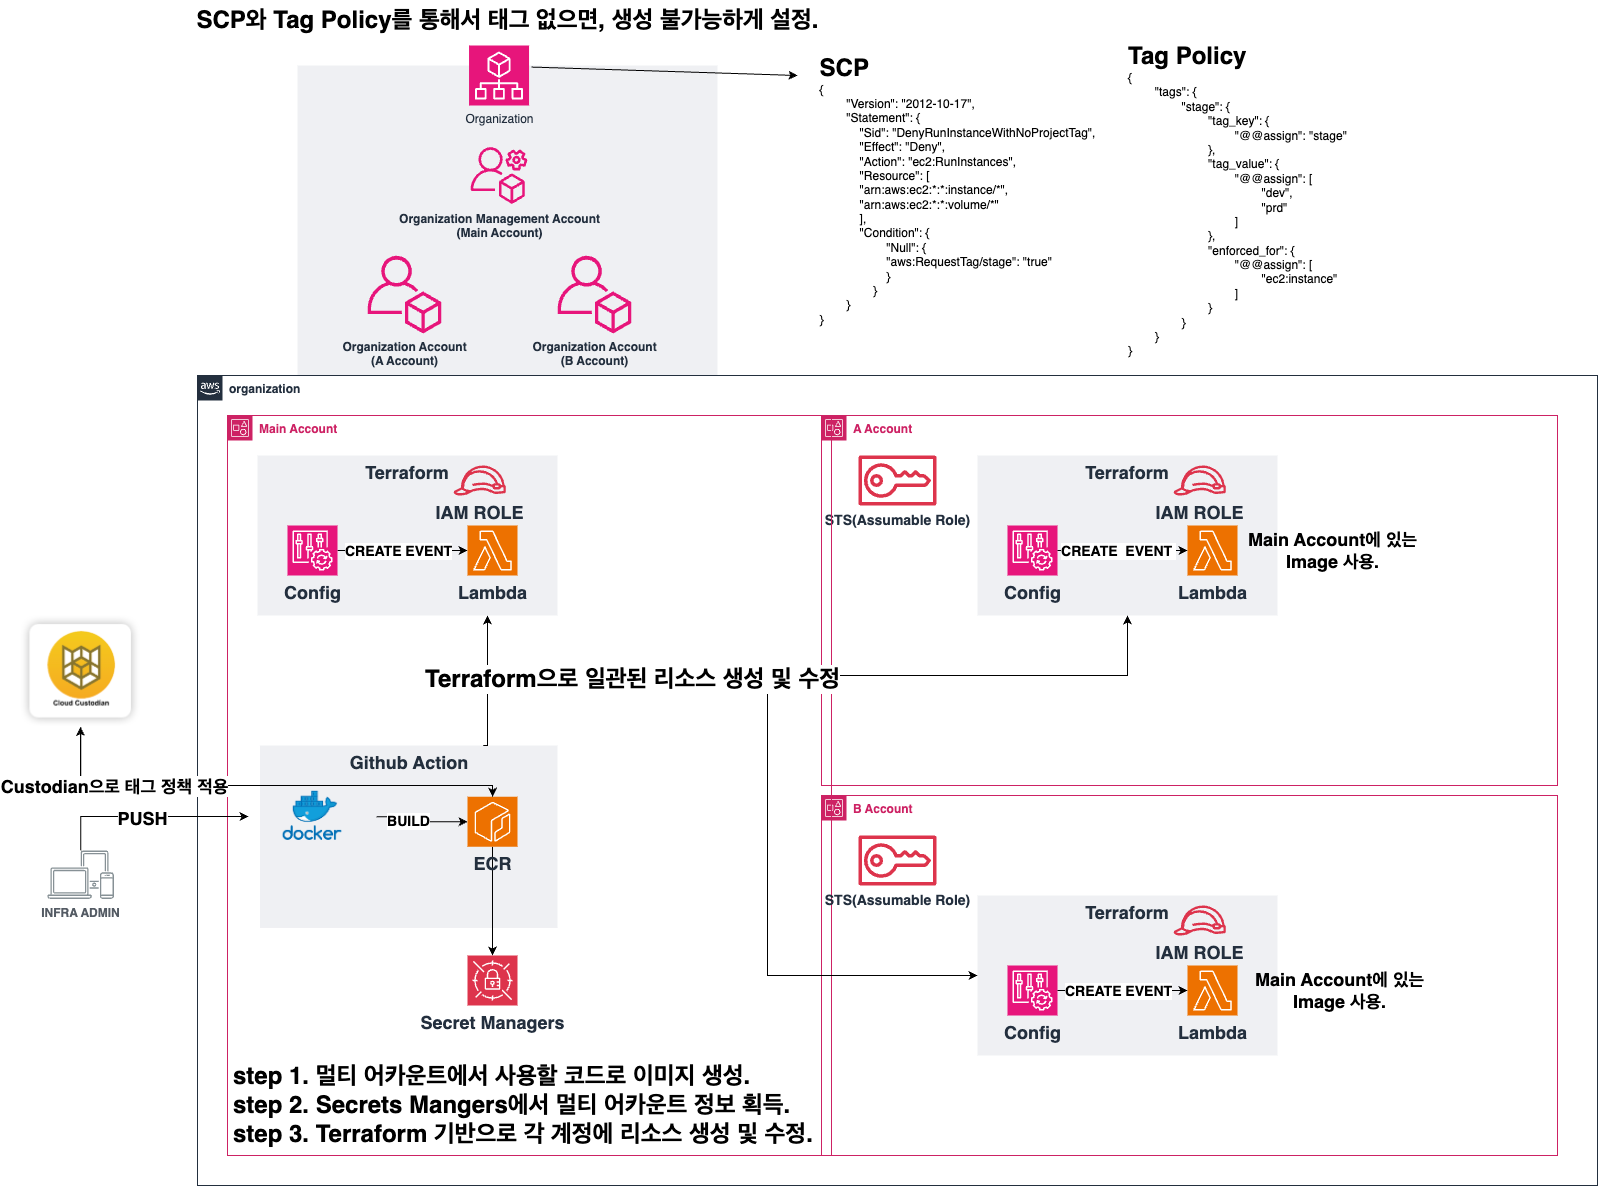 SCP와 Tag Policy를 통해서 태그 없으면, 생성 불가능하게 설정.
Organization
Organization Management Account
(Main Account)
Organization Account
(A Account)
Organization Account
(B Account)
SCP
{
"Version": "2012-10-17",
"Statement": {
"Sid": "DenyRunInstanceWithNoProjectTag",
"Effect": "Deny",
"Action": "ec2:RunInstances",
"Resource": [
"arn:aws:ec2:*:*:instance/*",
"arn:aws:ec2:*:*:volume/*"
],
"Condition": {
"Null": {
"aws:RequestTag/stage": "true"
}
}
}
}
Tag Policy
{
"tags": {
"stage": {
"tag_key": {
"@@assign": "stage"
},
"tag_value": {
"@@assign": [
"dev",
"prd"
]
},
"enforced_for": {
"@@assign": [
"ec2:instance"
]
}
}
}
}
aws
organization
Main Account
Terraform
IAM ROLE
CREATE EVENT
Config
Lambda
A Account
STS(Assumable Role)
Terraform
IAM ROLE
CREATE EVENT
Config
Lambda
Main Account에 있는
Image 사용.
Cloud Custodian
Terraform으로 일관된 리소스 생성 및 수정
Github Action
Custodian으로 태그 정책 적용
PUSH
INFRA ADMIN
docker
BUILD
ECR
Secret Managers
B Account
STS(Assumable Role)
Terraform
IAM ROLE
CREATE EVENT
Config
Lambda
Main Account에 있는
Image 사용.
step 1. 멀티 어카운트에서 사용할 코드로 이미지 생성.
step 2. Secrets Mangers에서 멀티 어카운트 정보 획득.
step 3. Terraform 기반으로 각 계정에 리소스 생성 및 수정.